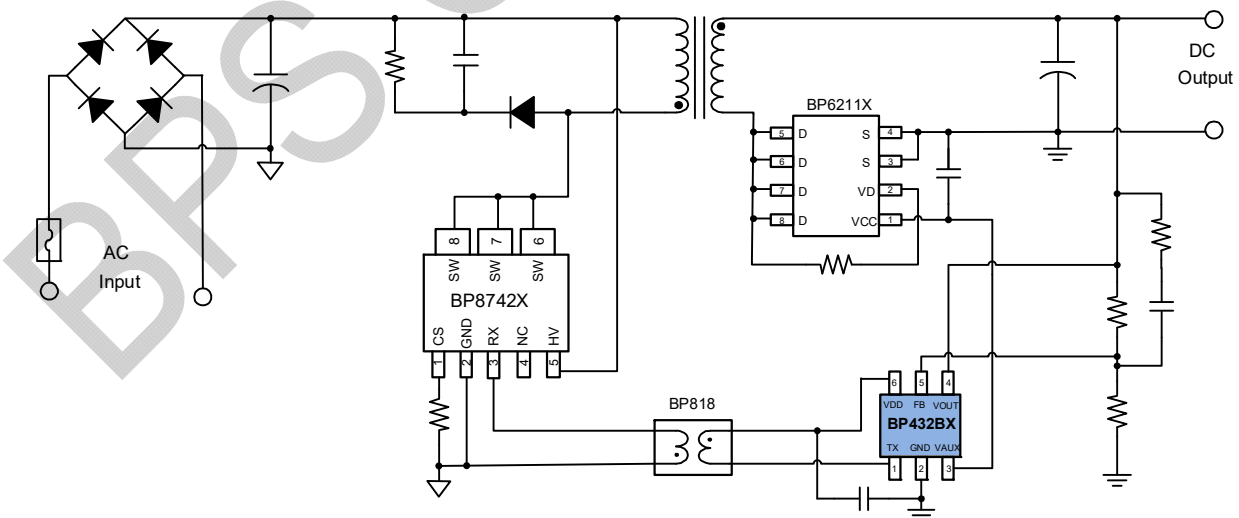 BPS
DC
Output
BP6211X
5 D S 4
6 D S 3
7 D VD 2
8 D VCC 1
AC
Input
8 7 6
SW SW SW
BP8742X
CS GND RX NC HV
1 2 3 4 5
BP818
6 5 4
VDD FB VOUT
BP432BX
TX GND VAUX
1 2 3